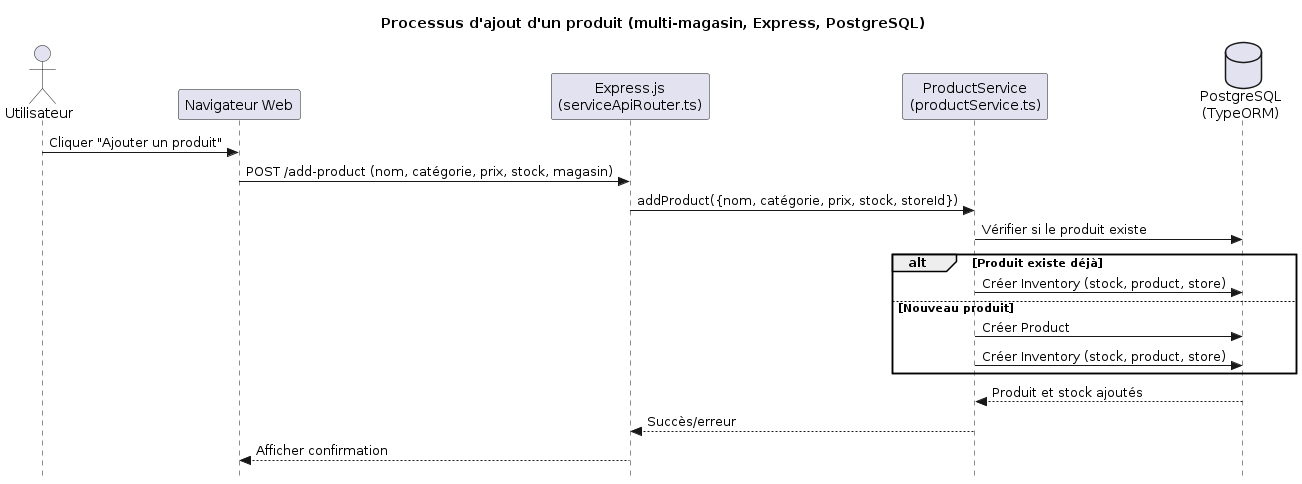 Processus d'ajout d'un produit (multi-magasin, Express, PostgreSQL)
Utilisateur
Navigateur Web
Express.js
(serviceApiRouter.ts)
ProductService
(productService.ts)
PostgreSQL
(TypeORM)
Cliquer "Ajouter un produit"
POST /add-product (nom, catégorie, prix, stock, magasin)
addProduct({nom, catégorie, prix, stock, storeId})
Vérifier si le produit existe
alt [Produit existe déjà]
Créer Inventory (stock, product, store)
[Nouveau produit]
Créer Product
Créer Inventory (stock, product, store)
Produit et stock ajoutés
Succès/erreur
Afficher confirmation